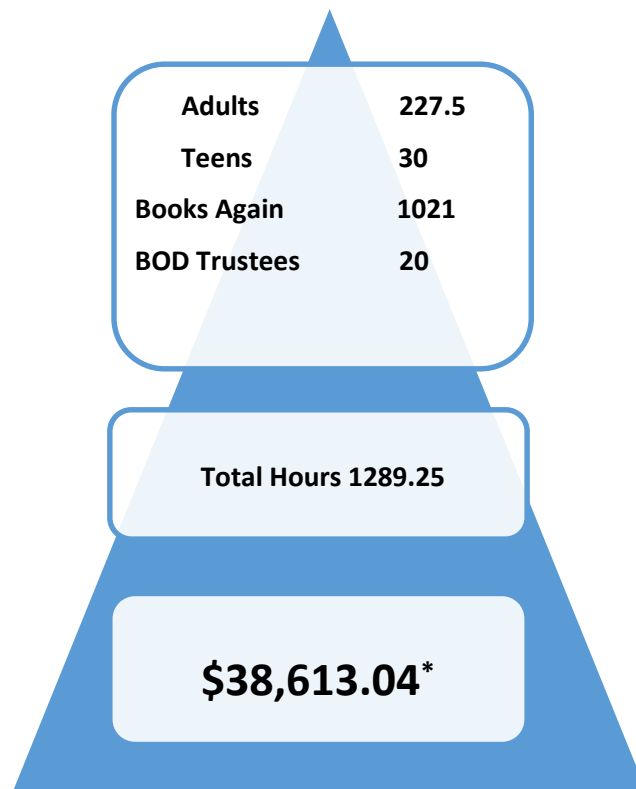 Adults 227.5
Teens 30
Books Again 1021
BOD Trustees 20
Total Hours 1289.25
$38,613.04*